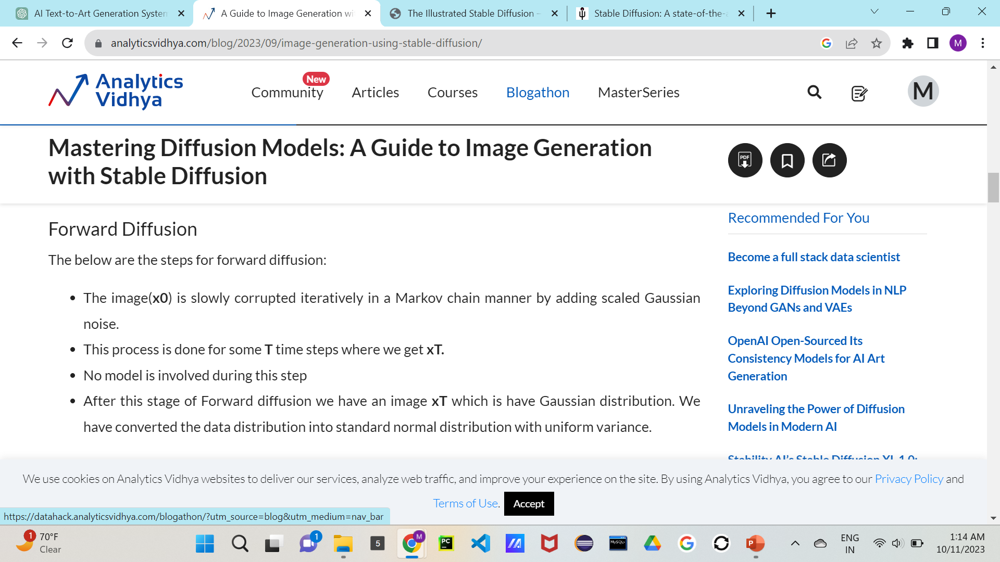 AI Text-to-Art Generation System
A Guide to Image Generation wi
The Illustrated Stable Diffusion –
Stable Diffusion: A state-of-the-a
analyticsvidhya.com/blog/2023/09/image-generation-using-stable-diffusion/
M
Analytics
Vidhya
New
Community
Articles
Courses
Blogathon
MasterSeries
M
Mastering Diffusion Models: A Guide to Image Generation
with Stable Diffusion
PDF
Forward Diffusion
The below are the steps for forward diffusion:
• The image(x0) is slowly corrupted iteratively in a Markov chain manner by adding scaled Gaussian
noise.
• This process is done for some T time steps where we get xT.
• No model is involved during this step
• After this stage of Forward diffusion we have an image xT which is have Gaussian distribution. We
have converted the data distribution into standard normal distribution with uniform variance.
Recommended For You
Become a full stack data scientist
Exploring Diffusion Models in NLP
Beyond GANs and VAEs
OpenAI Open-Sourced Its
Consistency Models for AI Art
Generation
Unraveling the Power of Diffusion
Models in Modern AI
Stability AI's Stable Diffusion XL 1.0:
We use cookies on Analytics Vidhya websites to deliver our services, analyze web traffic, and improve your experience on the site. By using Analytics Vidhya, you agree to our Privacy Policy and
Terms of Use. Accept
https://datahack.analyticsvidhya.com/blogathon/?utm_source=blog&utm_medium=nav_bar
1
70°F
Clear
1
5
M
PC
MySQL
G
P
ENG
IN
1:14 AM
10/11/2023